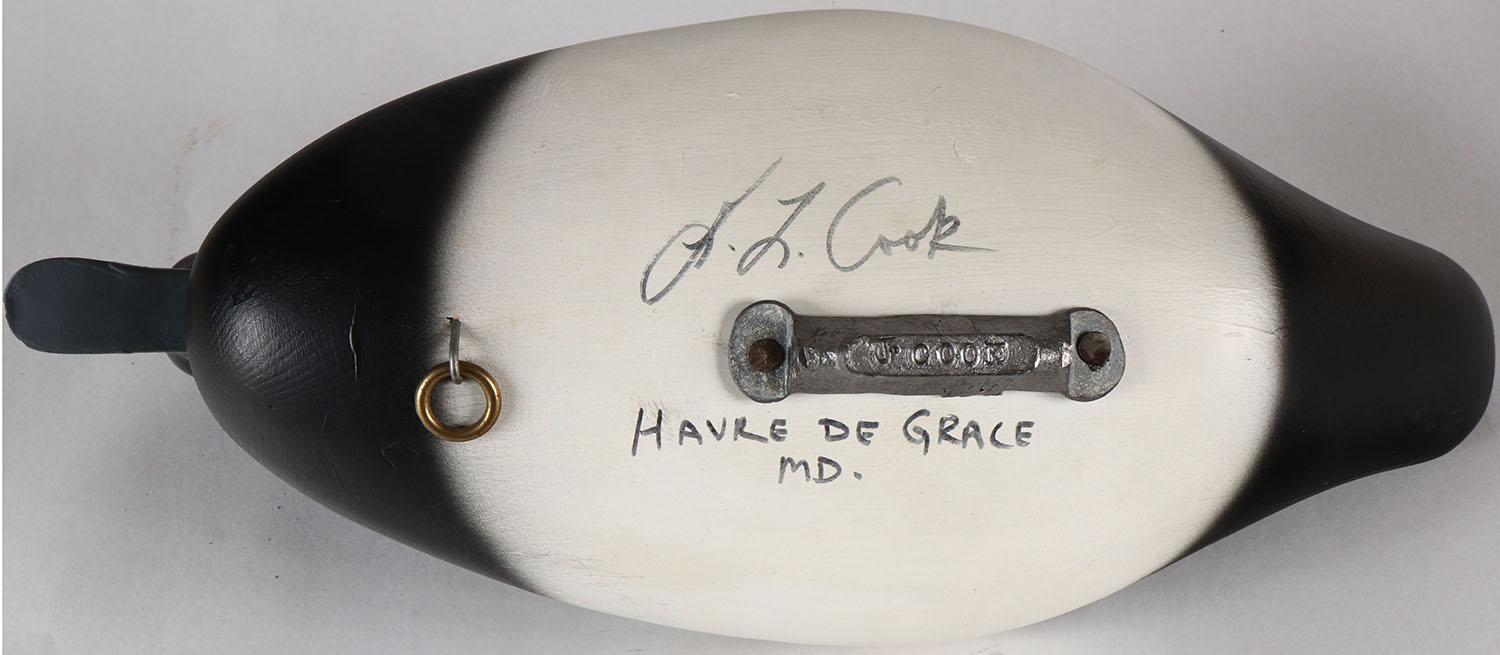 L. Cook
J. COOK
HAVRE DE GRACE
MD.